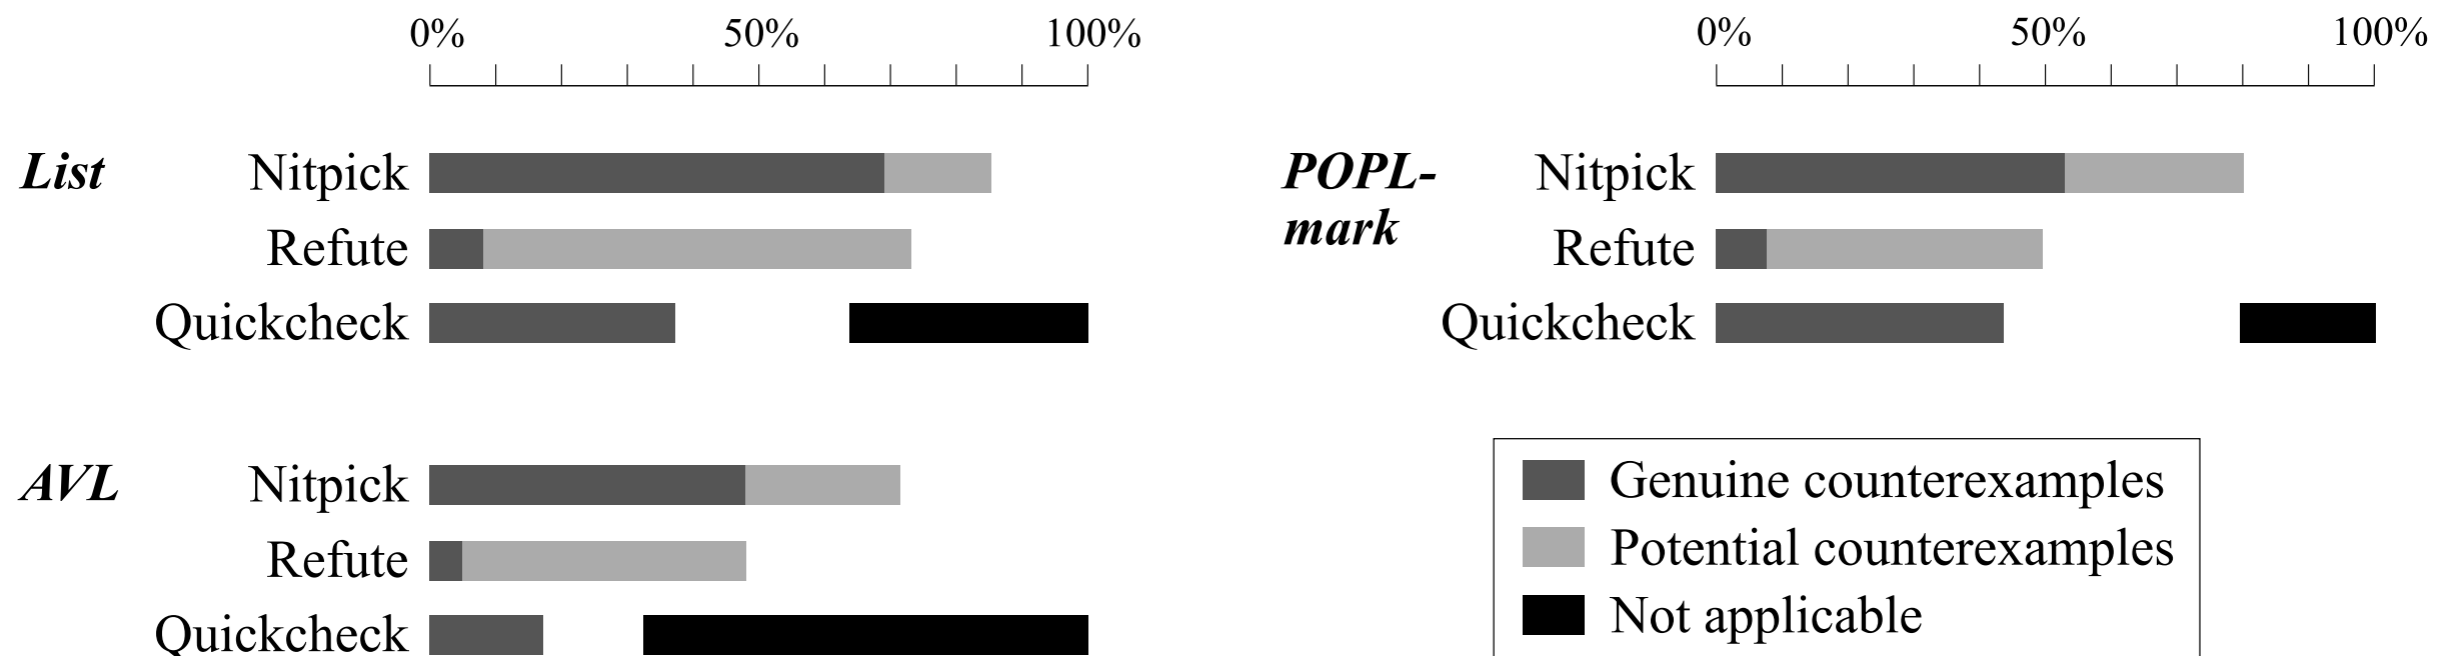 0% 50% 100%
List Nitpick
Refute
Quickcheck
AVL Nitpick
Refute
Quickcheck
0% 50% 100%
POPL- Nitpick
mark Refute
Quickcheck
Genuine counterexamples
Potential counterexamples
Not applicable